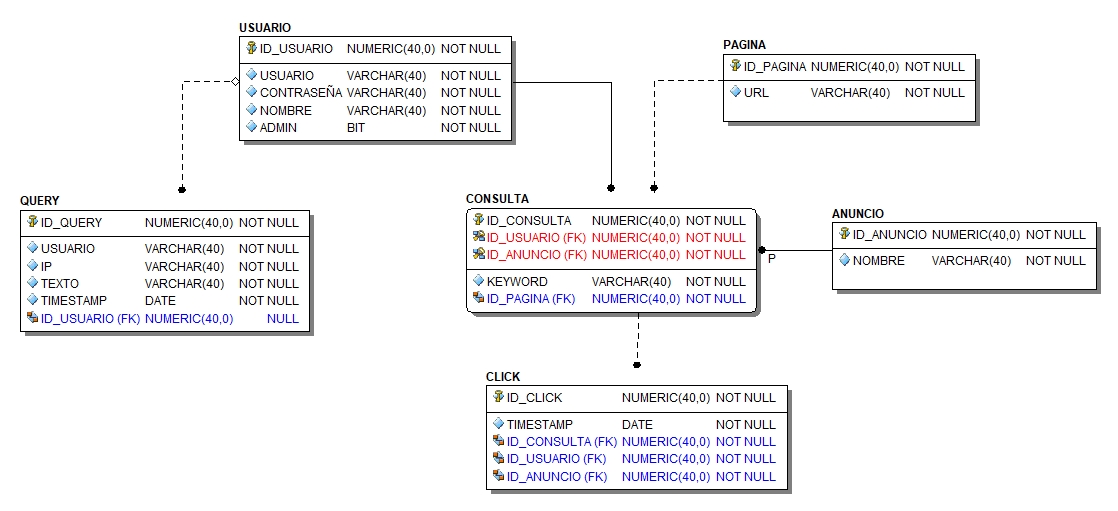 USUARIO
ID_USUARIO NUMERIC(40,0) NOT NULL
USUARIO VARCHAR(40) NOT NULL
CONTRASEÑA VARCHAR(40) NOT NULL
NOMBRE VARCHAR(40) NOT NULL
ADMIN BIT NOT NULL
PAGINA
ID_PAGINA NUMERIC(40,0) NOT NULL
URL VARCHAR(40) NOT NULL
QUERY
ID_QUERY NUMERIC(40,0) NOT NULL
USUARIO VARCHAR(40) NOT NULL
IP VARCHAR(40) NOT NULL
TEXTO VARCHAR(40) NOT NULL
TIMESTAMP DATE NOT NULL
ID_USUARIO (FK) NUMERIC(40,0) NULL
CONSULTA
ID_CONSULTA NUMERIC(40,0) NOT NULL
ID_USUARIO (FK) NUMERIC(40,0) NOT NULL
ID_ANUNCIO (FK) NUMERIC(40,0) NOT NULL
KEYWORD VARCHAR(40) NOT NULL
ID_PAGINA (FK) NUMERIC(40,0) NOT NULL
P
ANUNCIO
ID_ANUNCIO NUMERIC(40,0) NOT NULL
NOMBRE VARCHAR(40) NOT NULL
CLICK
ID_CLICK NUMERIC(40,0) NOT NULL
TIMESTAMP DATE NOT NULL
ID_CONSULTA (FK) NUMERIC(40,0) NOT NULL
ID_USUARIO (FK) NUMERIC(40,0) NOT NULL
ID_ANUNCIO (FK) NUMERIC(40,0) NOT NULL